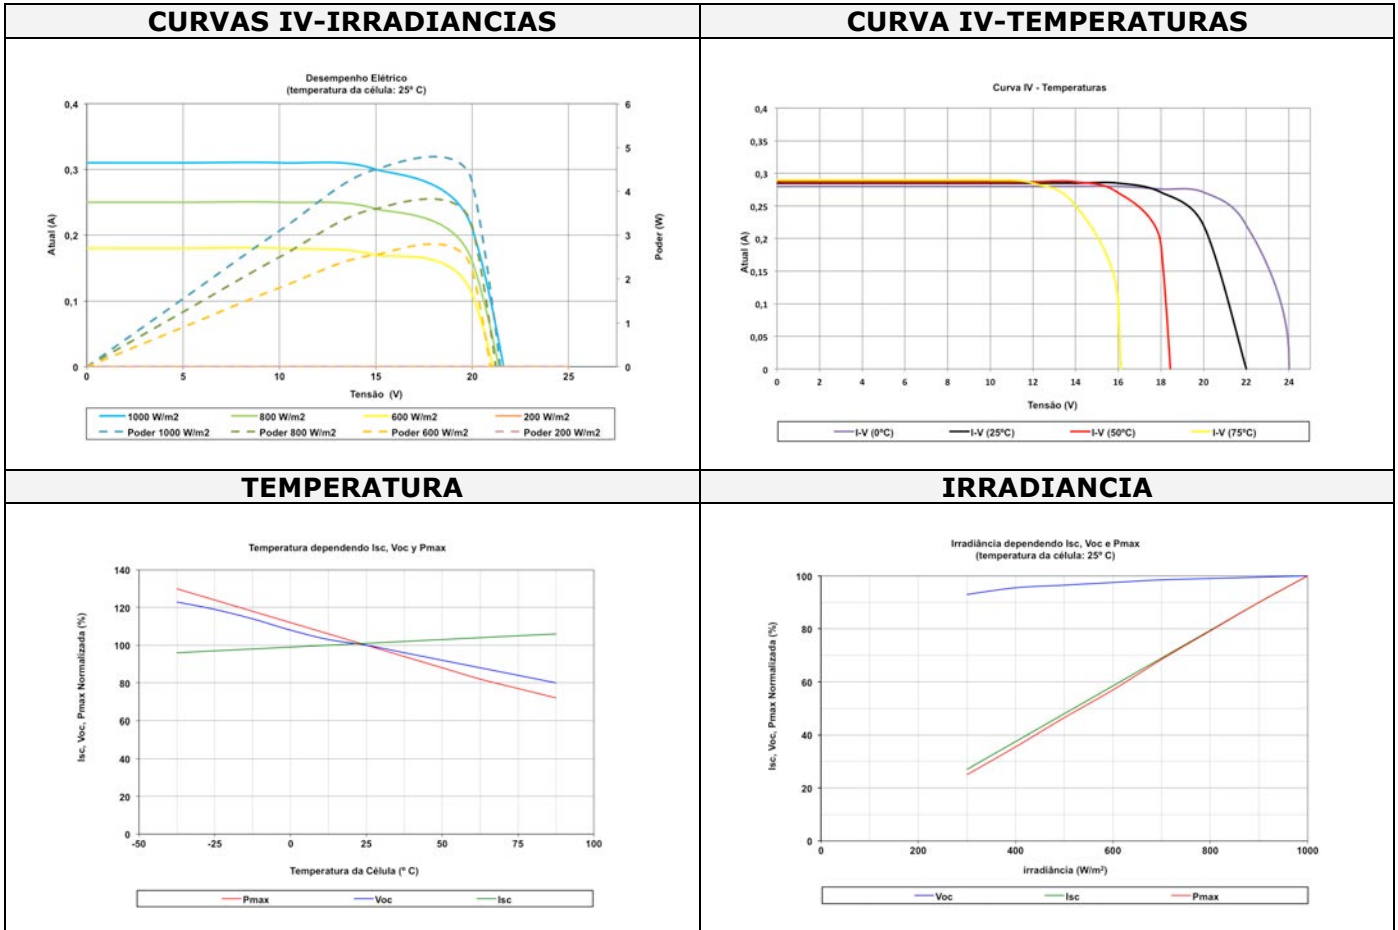 CURVAS IV-IRRADIANCIAS
CURVA IV-TEMPERATURAS
Desempenho Elétrico
(temperatura da célula: 25º C)
0,4
0,3
0,2
0,1
0
Atual (A)
6
5
4
3
2
1
0
Poder (W)
0 5 10 15 20 25
Tensão (V)
1000 W/m2 800 W/m2 600 W/m2 200 W/m2
Poder 1000 W/m2 Poder 800 W/m2 Poder 600 W/m2 Poder 200 W/m2
Curva IV - Temperaturas
0,4
0,35
0,3
0,25
0,2
0,15
0,1
0,05
0
Atual (A)
0 2 4 6 8 10 12 14 16 18 20 22 24
Tensão (V)
I-V (0ºC) I-V (25ºC) I-V (50ºC) I-V (75ºC)
TEMPERATURA
IRRADIANCIA
Temperatura dependendo Isc, Voc y Pmax
140
120
100
80
60
40
20
0
Isc, Voc, Pmax Normalizada (%)
-50 -25 0 25 50 75 100
Temperatura da Célula (º C)
Pmax Voc Isc
Irradiância dependendo Isc, Voc e Pmax
(temperatura da célula: 25º C)
100
80
60
40
20
0
Isc, Voc, Pmax Normalizada (%)
0 200 400 600 800 1000
irradiância (W/m²)
Voc Isc Pmax